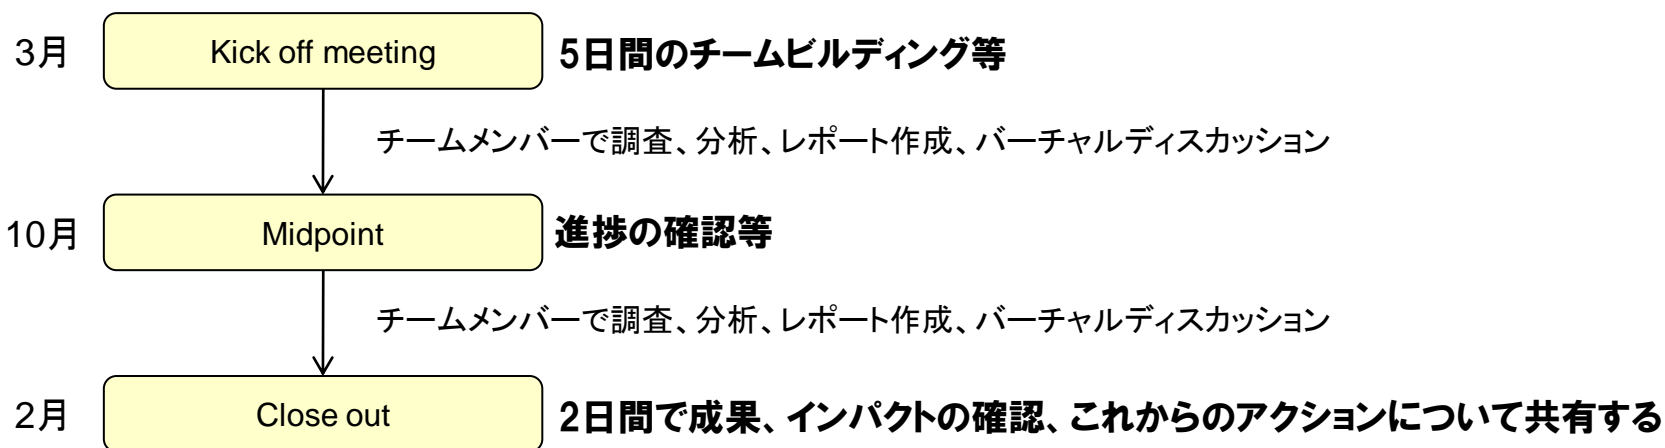 3月 Kick off meeting 5日間のチームビルディング等
チームメンバーで調査、分析、レポート作成、バーチャルディスカッション
10月 Midpoint 進捗の確認等
チームメンバーで調査、分析、レポート作成、バーチャルディスカッション
2月 Close out 2日間で成果、インパクトの確認、これからのアクションについて共有する